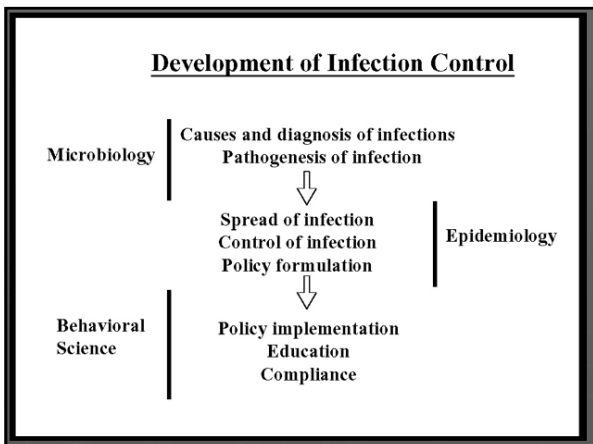 Development of Infection Control
Causes and diagnosis of infections
Microbiology
Pathogenesis of infection
Spread of infection
Control of infection
Epidemiology
Policy formulation
Behavioral
Science
Policy implementation
Education
Compliance